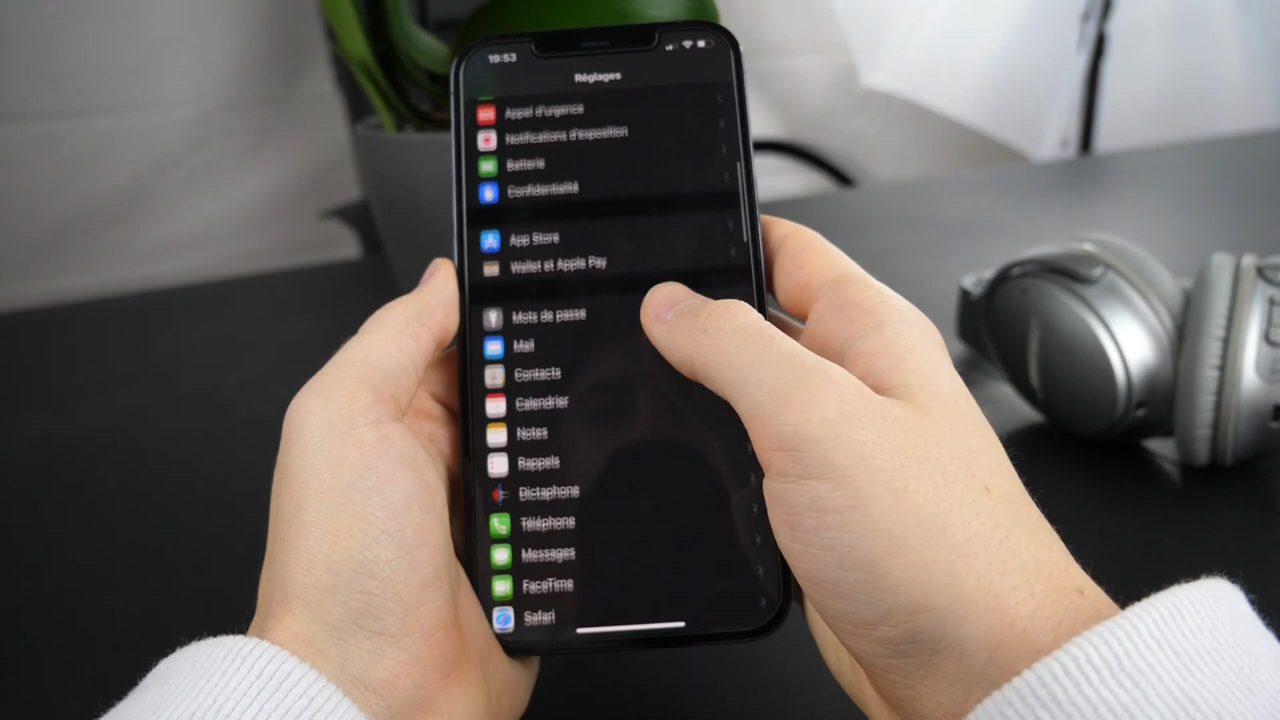 19:53
Réglages
Appel d'urgence
Notifications d'exposition
Batterie
Confidentialité
App Store
Wallet et Apple Pay
Mots de passe
Mail
Contacts
Calendrier
Notes
Rappels
Dictaphone
Téléphone
Messages
FaceTime
Safari